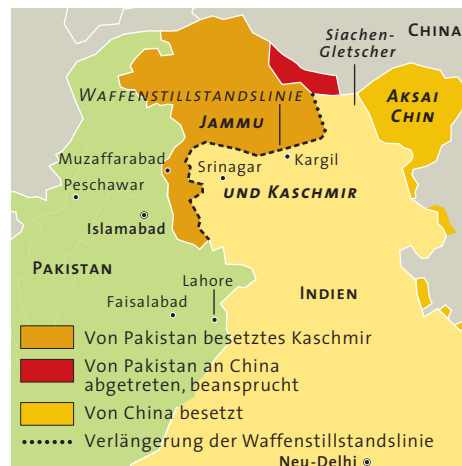 Siachen-
Gletscher
CHINA
WAFFENSTILLSTANDSLINIE
AKSAI
CHIN
JAMMU
Muzaffarabad
Srinagar
Kargil
Peschawar
UND KASCHMIR
Islamabad
PAKISTAN
Lahore
INDIEN
Faisalabad
Von Pakistan besetztes Kaschmir
Von Pakistan an China
abgetreten, beansprucht
Von China besetzt
Verlängerung der Waffenstillstandslinie
Neu-Delhi